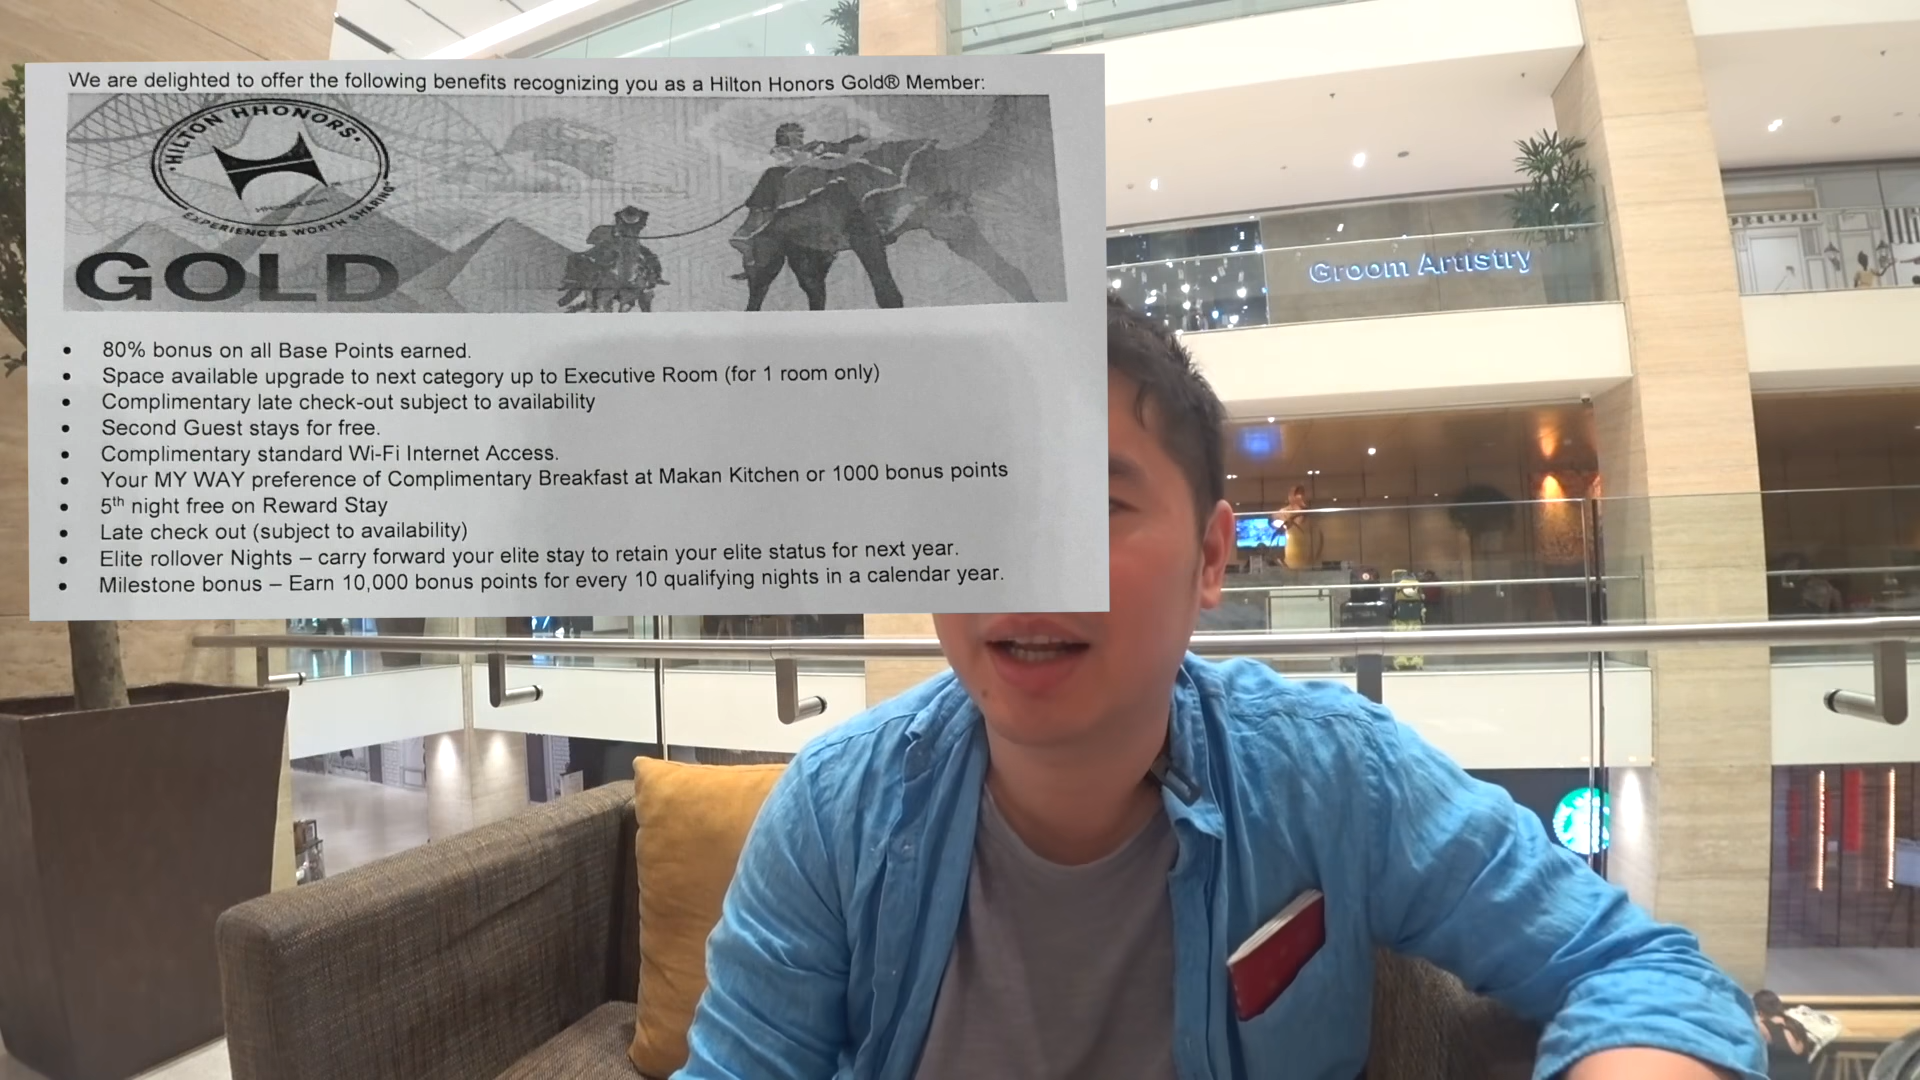 We are delighted to offer the following benefits recognizing you as a Hilton Honors Gold® Member:
·HILTON HHONORS·
HHonors.com
EXPERIENCES WORTH SHARING
GOLD
• 80% bonus on all Base Points earned.
• Space available upgrade to next category up to Executive Room (for 1 room only)
• Complimentary late check-out subject to availability
• Second Guest stays for free.
• Complimentary standard Wi-Fi Internet Access.
• Your MY WAY preference of Complimentary Breakfast at Makan Kitchen or 1000 bonus points
• 5th night free on Reward Stay
• Late check out (subject to availability)
• Elite rollover Nights – carry forward your elite stay to retain your elite status for next year.
• Milestone bonus – Earn 10,000 bonus points for every 10 qualifying nights in a calendar year.
Groom Artistry